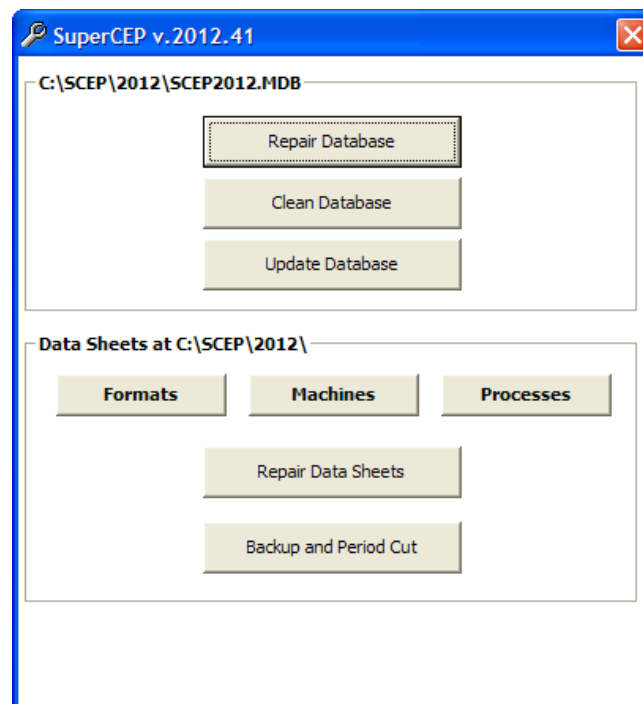 SuperCEP v.2012.41
C:\SCEP\2012\SCEP2012.MDB
Repair Database
Clean Database
Update Database
Data Sheets at C:\SCEP\2012\
Formats Machines Processes
Repair Data Sheets
Backup and Period Cut